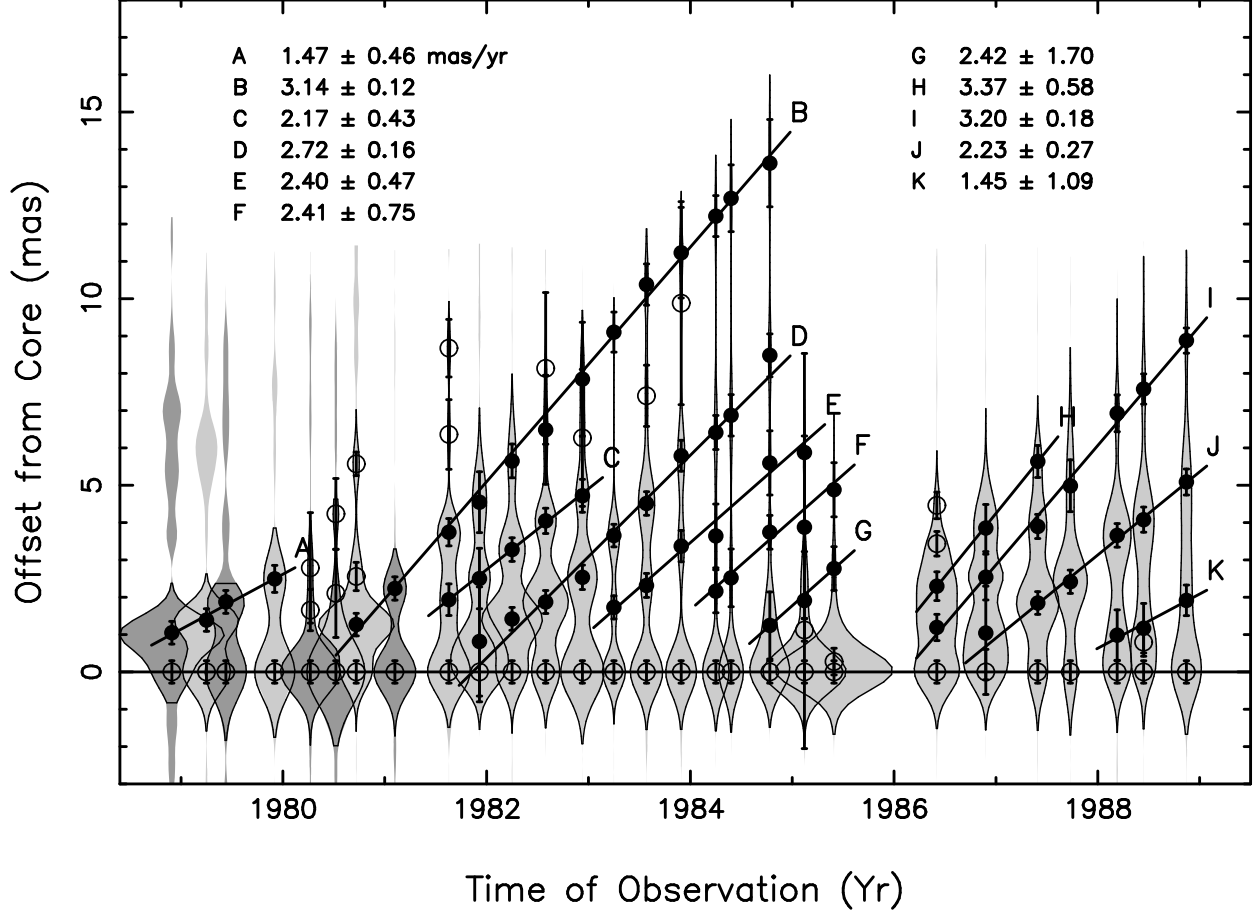 A 1.47 ± 0.46 mas/yr
B 3.14 ± 0.12
C 2.17 ± 0.43
D 2.72 ± 0.16
E 2.40 ± 0.47
F 2.41 ± 0.75
G 2.42 ± 1.70
H 3.37 ± 0.58
I 3.20 ± 0.18
J 2.23 ± 0.27
K 1.45 ± 1.09
Offset from Core (mas)
15
10
5
0
A
B
C
D
E
F
G
H
I
J
K
1980 1982 1984 1986 1988
Time of Observation (Yr)